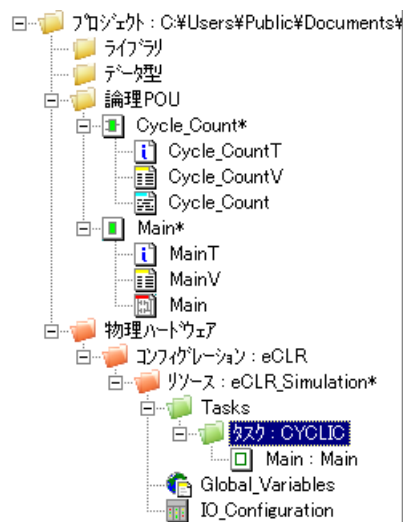 プロジェクト : C:¥Users¥Public¥Documents¥
ライブラリ
データ型
論理POU
Cycle_Count*
Cycle_CountT
Cycle_CountV
Cycle_Count
Main*
MainT
MainV
Main
物理ハードウェア
コンフィグレーション : eCLR
リソース : eCLR_Simulation*
Tasks
タスク : CYCLIC
Main : Main
Global_Variables
IO_Configuration